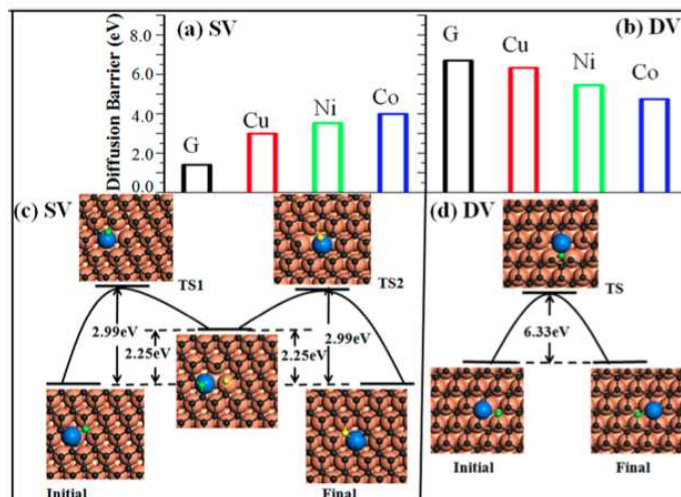 Diffusion Barrier (eV)
8.0
6.0
4.0
2.0
0.0
(a) SV
G
Cu
Ni
Co
(b) DV
G
Cu
Ni
Co
(c) SV
TS1
TS2
2.99eV
2.25eV
2.25eV
2.99eV
Initial
Final
(d) DV
TS
6.33eV
Initial
Final